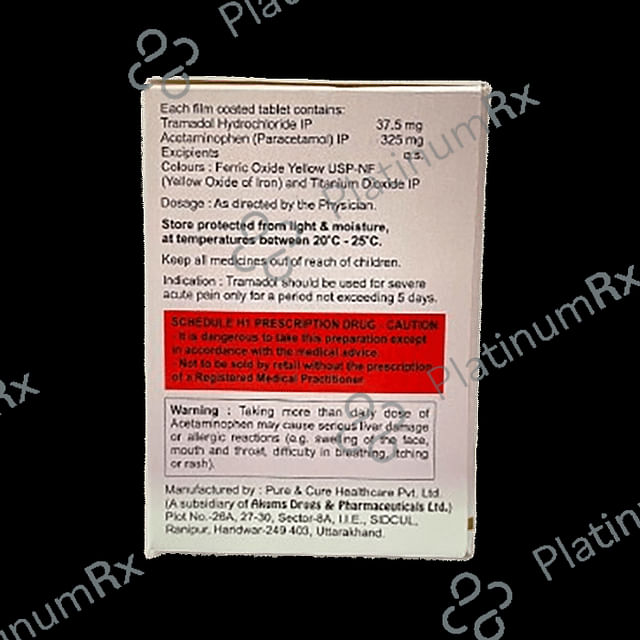 PlatinumRx
Each film coated tablet contains:
Tramadol Hydrochloride IP 37.5 mg
Acetaminophen (Paracetamol) IP 325 mg
Excipients q.s.
Colours : Ferric Oxide Yellow USP-NF
(Yellow Oxide of Iron) and Titanium Dioxide IP
Dosage : As directed by the Physician.
Store protected from light & moisture,
at temperatures between 20°C - 25°C.
Keep all medicines out of reach of children.
Indication : Tramadol should be used for severe
acute pain only for a period not exceeding 5 days.
SCHEDULE H1 PRESCRIPTION DRUG - CAUTION
- It is dangerous to take this preparation except
in accordance with the medical advice.
- Not to be sold by retail without the prescription
of a Registered Medical Practitioner.
Warning : Taking more than daily dose of
Acetaminophen may cause serious liver damage
or allergic reactions (e.g. swelling of the face,
mouth and throat, difficulty in breathing, itching
or rash).
Manufactured by : Pure & Cure Healthcare Pvt. Ltd.
(A subsidiary of Akums Drugs & Pharmaceuticals Ltd.)
Plot No.-26A, 27-30, Sector-8A, I.I.E., SIDCUL,
Ranipur, Haridwar-249 403, Uttarakhand.
PlatinumRx
PlatinumRx
Rx
PlatinumRx
tinumRx